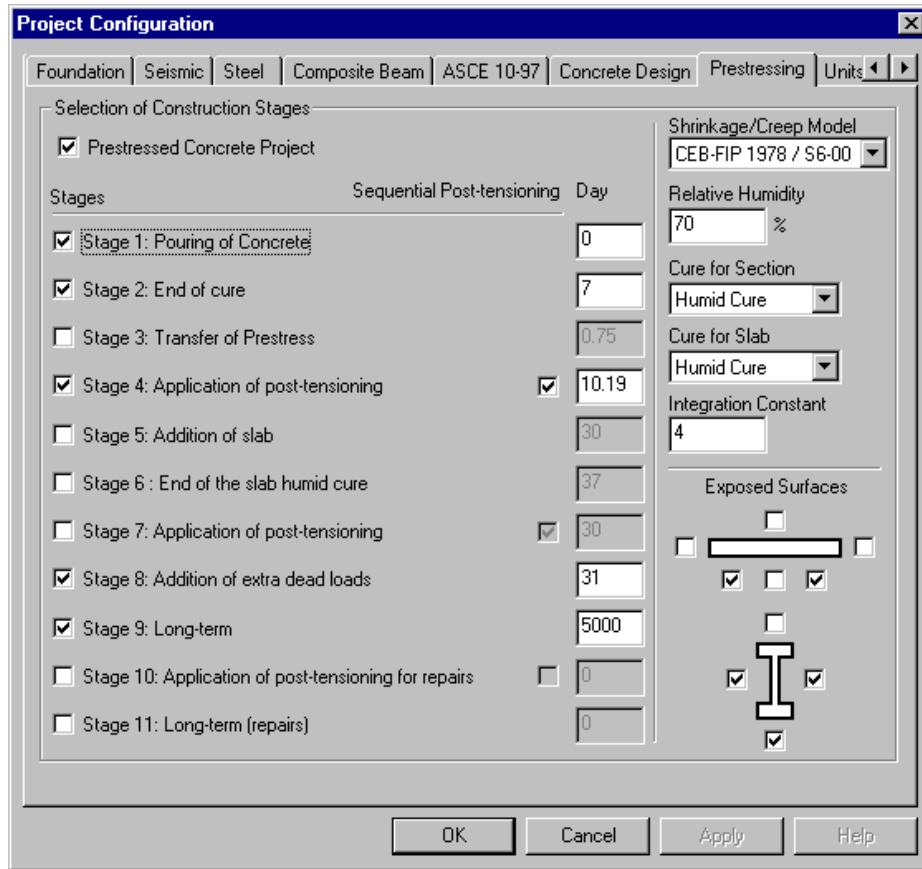 Project Configuration
Foundation Seismic Steel Composite Beam ASCE 10-97 Concrete Design Prestressing Units
Selection of Construction Stages
Prestressed Concrete Project
Stages Sequential Post-tensioning Day
Stage 1: Pouring of Concrete 0
Stage 2: End of cure 7
Stage 3: Transfer of Prestress 0.75
Stage 4: Application of post-tensioning 10.19
Stage 5: Addition of slab 30
Stage 6 : End of the slab humid cure 37
Stage 7: Application of post-tensioning 30
Stage 8: Addition of extra dead loads 31
Stage 9: Long-term 5000
Stage 10: Application of post-tensioning for repairs 0
Stage 11: Long-term (repairs) 0
Shrinkage/Creep Model
CEB-FIP 1978 / S6-00
Relative Humidity
70 %
Cure for Section
Humid Cure
Cure for Slab
Humid Cure
Integration Constant
4
Exposed Surfaces
OK Cancel Apply Help